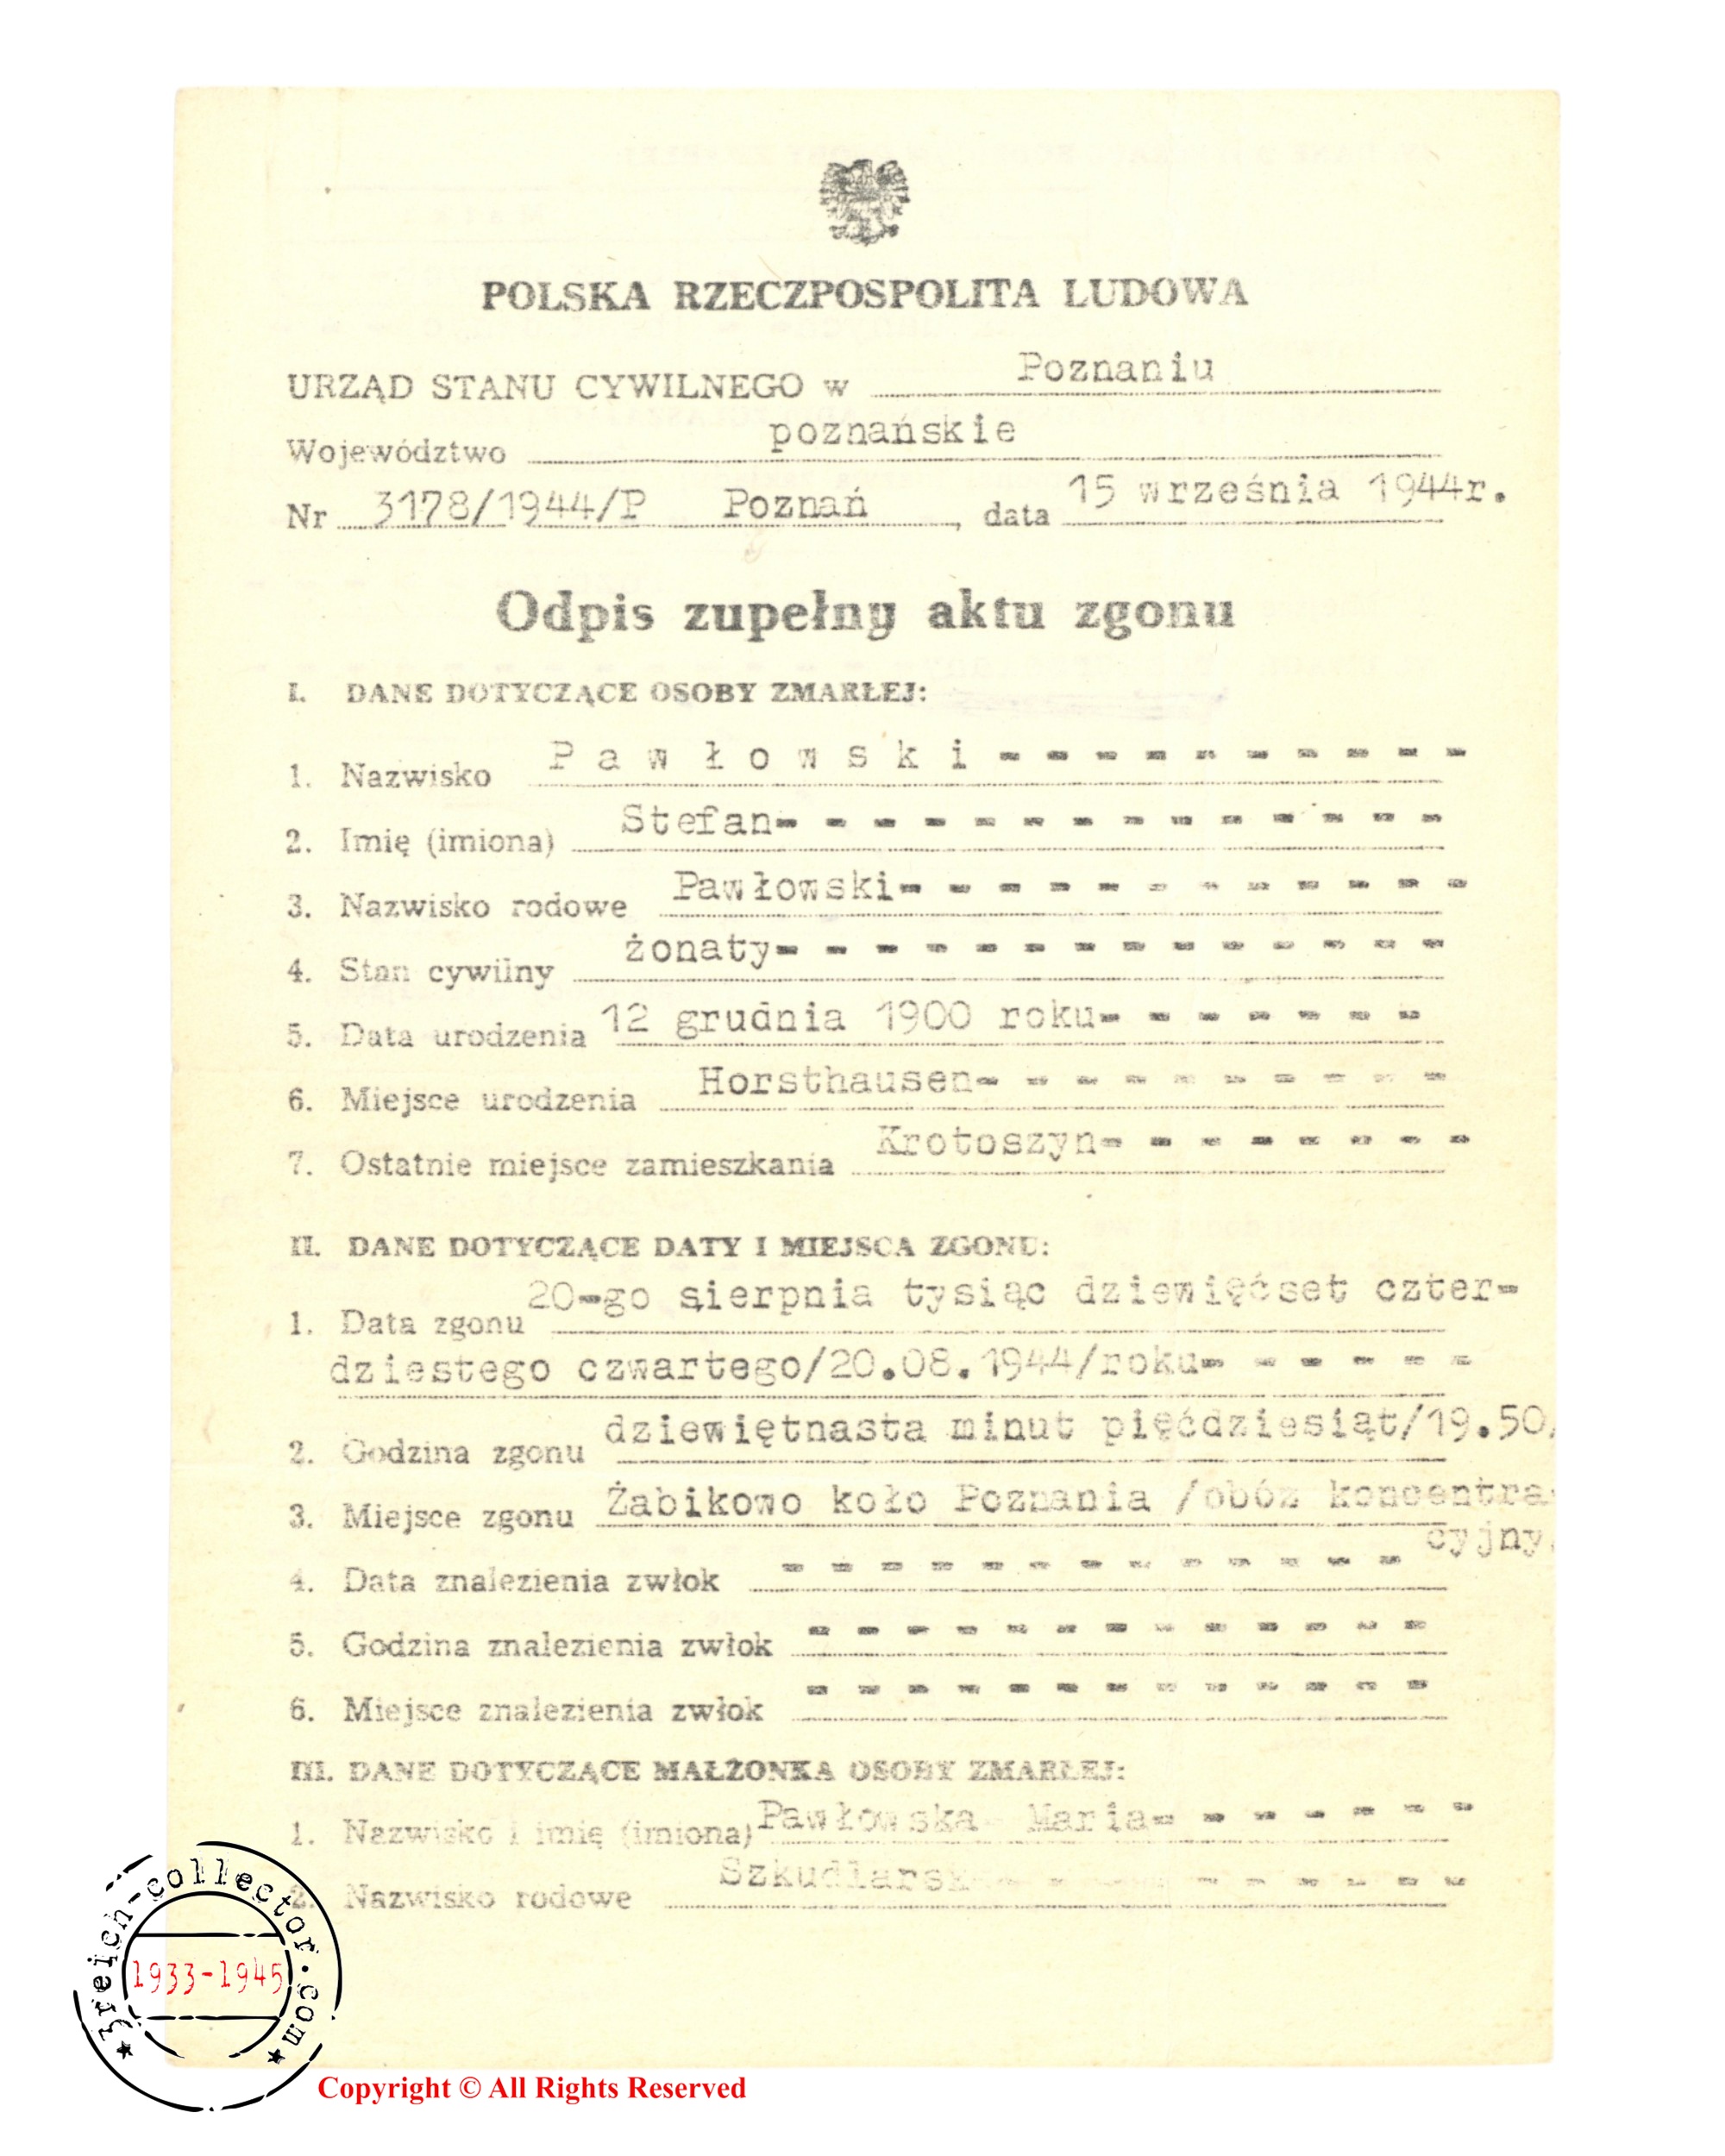 POLSKA RZECZPOSPOLITA LUDOWA
URZĄD STANU CYWILNEGO w Poznaniu
Województwo poznańskie
Nr 3178/1944/P Poznań, data 15 września 1944r.
Odpis zupełny aktu zgonu
I. DANE DOTYCZĄCE OSOBY ZMARŁEJ:
1. Nazwisko P a w ł o w s k i - - - - - - - - - -
2. Imię (imiona) Stefan- - - - - - - - - - - - - -
3. Nazwisko rodowe Pawłowski- - - - - - - - - - - -
4. Stan cywilny żonaty- - - - - - - - - - - - - -
5. Data urodzenia 12 grudnia 1900 roku- - - - - - -
6. Miejsce urodzenia Horsthausen- - - - - - - - - -
7. Ostatnie miejsce zamieszkania Krotoszyn- - - - - - - -
II. DANE DOTYCZĄCE DATY I MIEJSCA ZGONU:
1. Data zgonu 20-go sierpnia tysiąc dziewięćset czter-
dziestego czwartego/20.08.1944/roku- - - - - -
2. Godzina zgonu dziewiętnasta minut pięćdziesiąt/19.50/
3. Miejsce zgonu Żabikowo koło Poznania /obóz koncentra
cyjny/
4. Data znalezienia zwłok - - - - - - - - - - - - -
5. Godzina znalezienia zwłok - - - - - - - - - - - - -
6. Miejsce znalezienia zwłok - - - - - - - - - - - - -
III. DANE DOTYCZĄCE MAŁŻONKA OSOBY ZMARŁEJ:
1. Nazwisko i imię (imiona) Pawłowska- Maria- - - - - - -
2. Nazwisko rodowe - - - - - - - - -
3reich-collector.com
1933-1945
Copyright © All Rights Reserved